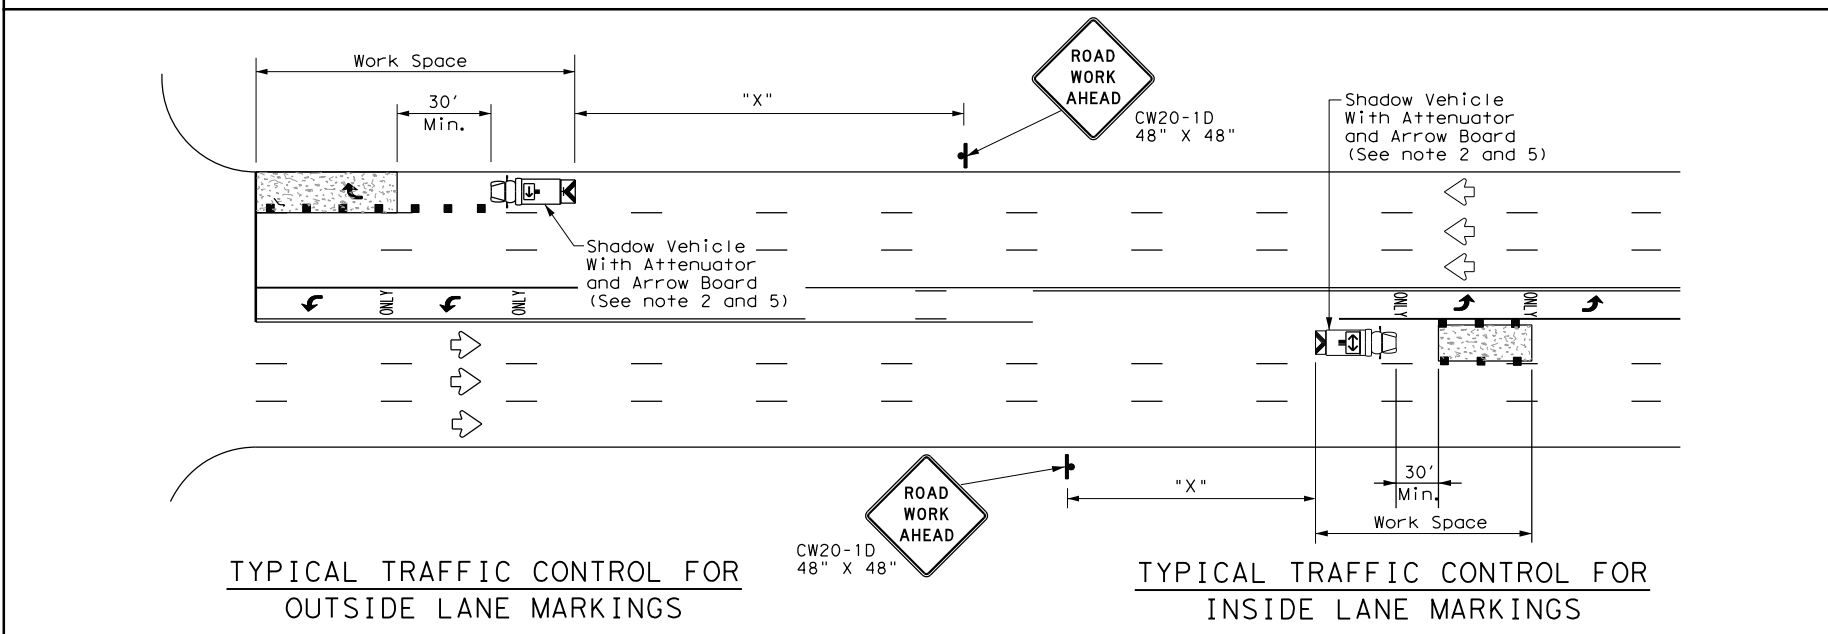 Work Space
30'
Min.
"X"
ROAD
WORK
AHEAD
CW20-1D
48" X 48"
Shadow Vehicle
With Attenuator
and Arrow Board
(See note 2 and 5)
Shadow Vehicle
With Attenuator
and Arrow Board
(See note 2 and 5)
ONLY
ONLY
ONLY
ONLY
ROAD
WORK
AHEAD
CW20-1D
48" X 48"
"X"
30'
Min.
Work Space
TYPICAL TRAFFIC CONTROL FOR
OUTSIDE LANE MARKINGS
TYPICAL TRAFFIC CONTROL FOR
INSIDE LANE MARKINGS